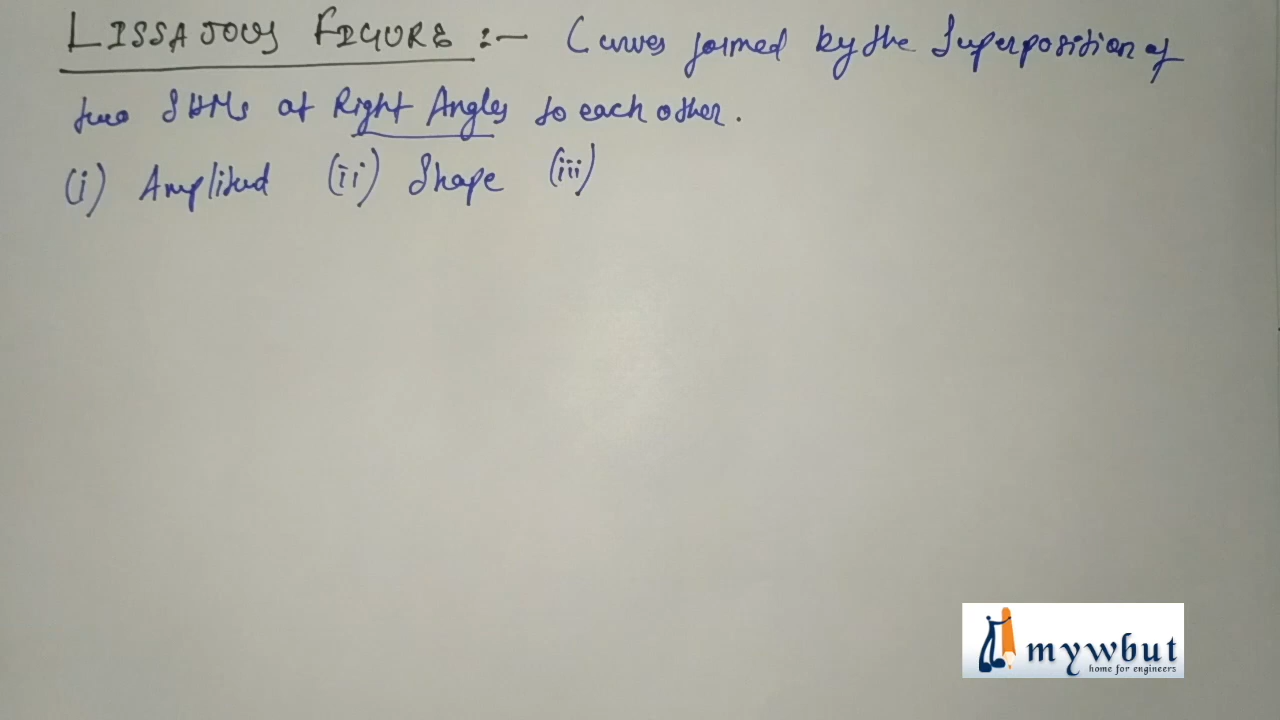 LISSAJOUS FIGURE :— Curves formed by the Superposition of
two SHMs at Right Angles to each other.
(i) Amplitud (ii) Shape (iii)
mywbut
home for engineers